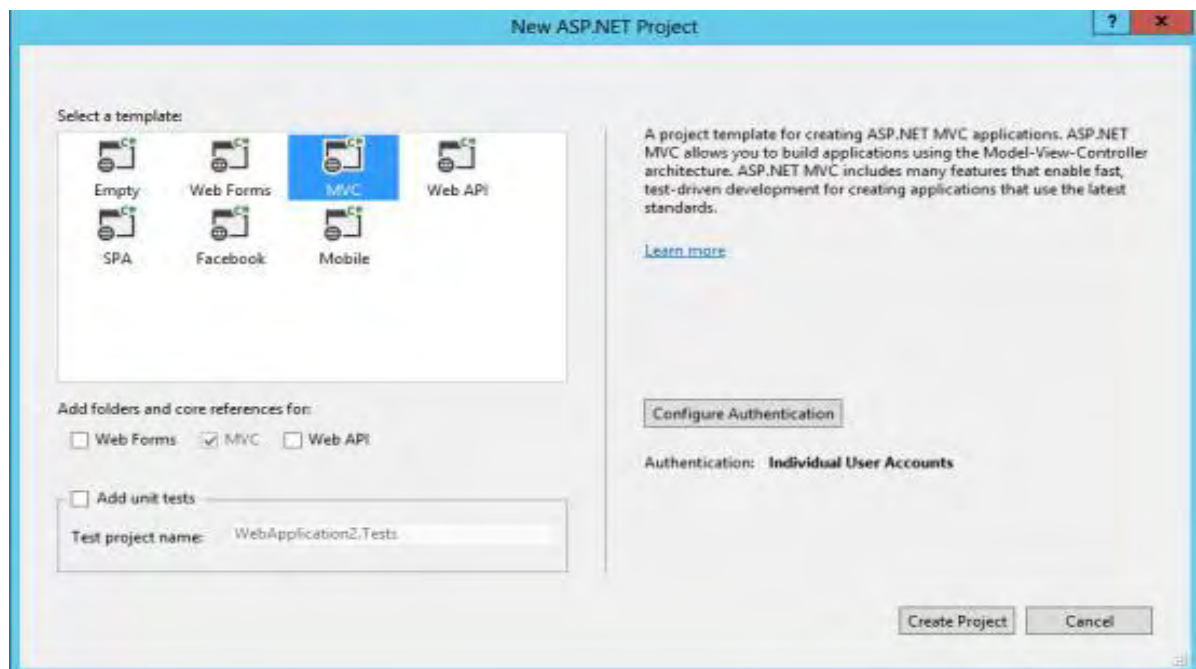 New ASP.NET Project
? x
Select a template:
Empty Web Forms MVC Web API
SPA Facebook Mobile
A project template for creating ASP.NET MVC applications. ASP.NET
MVC allows you to build applications using the Model-View-Controller
architecture. ASP.NET MVC includes many features that enable fast,
test-driven development for creating applications that use the latest
standards.
Learn more
Add folders and core references for:
Web Forms MVC Web API
Add unit tests
Test project name: WebApplication2.Tests
Configure Authentication
Authentication: Individual User Accounts
Create Project Cancel